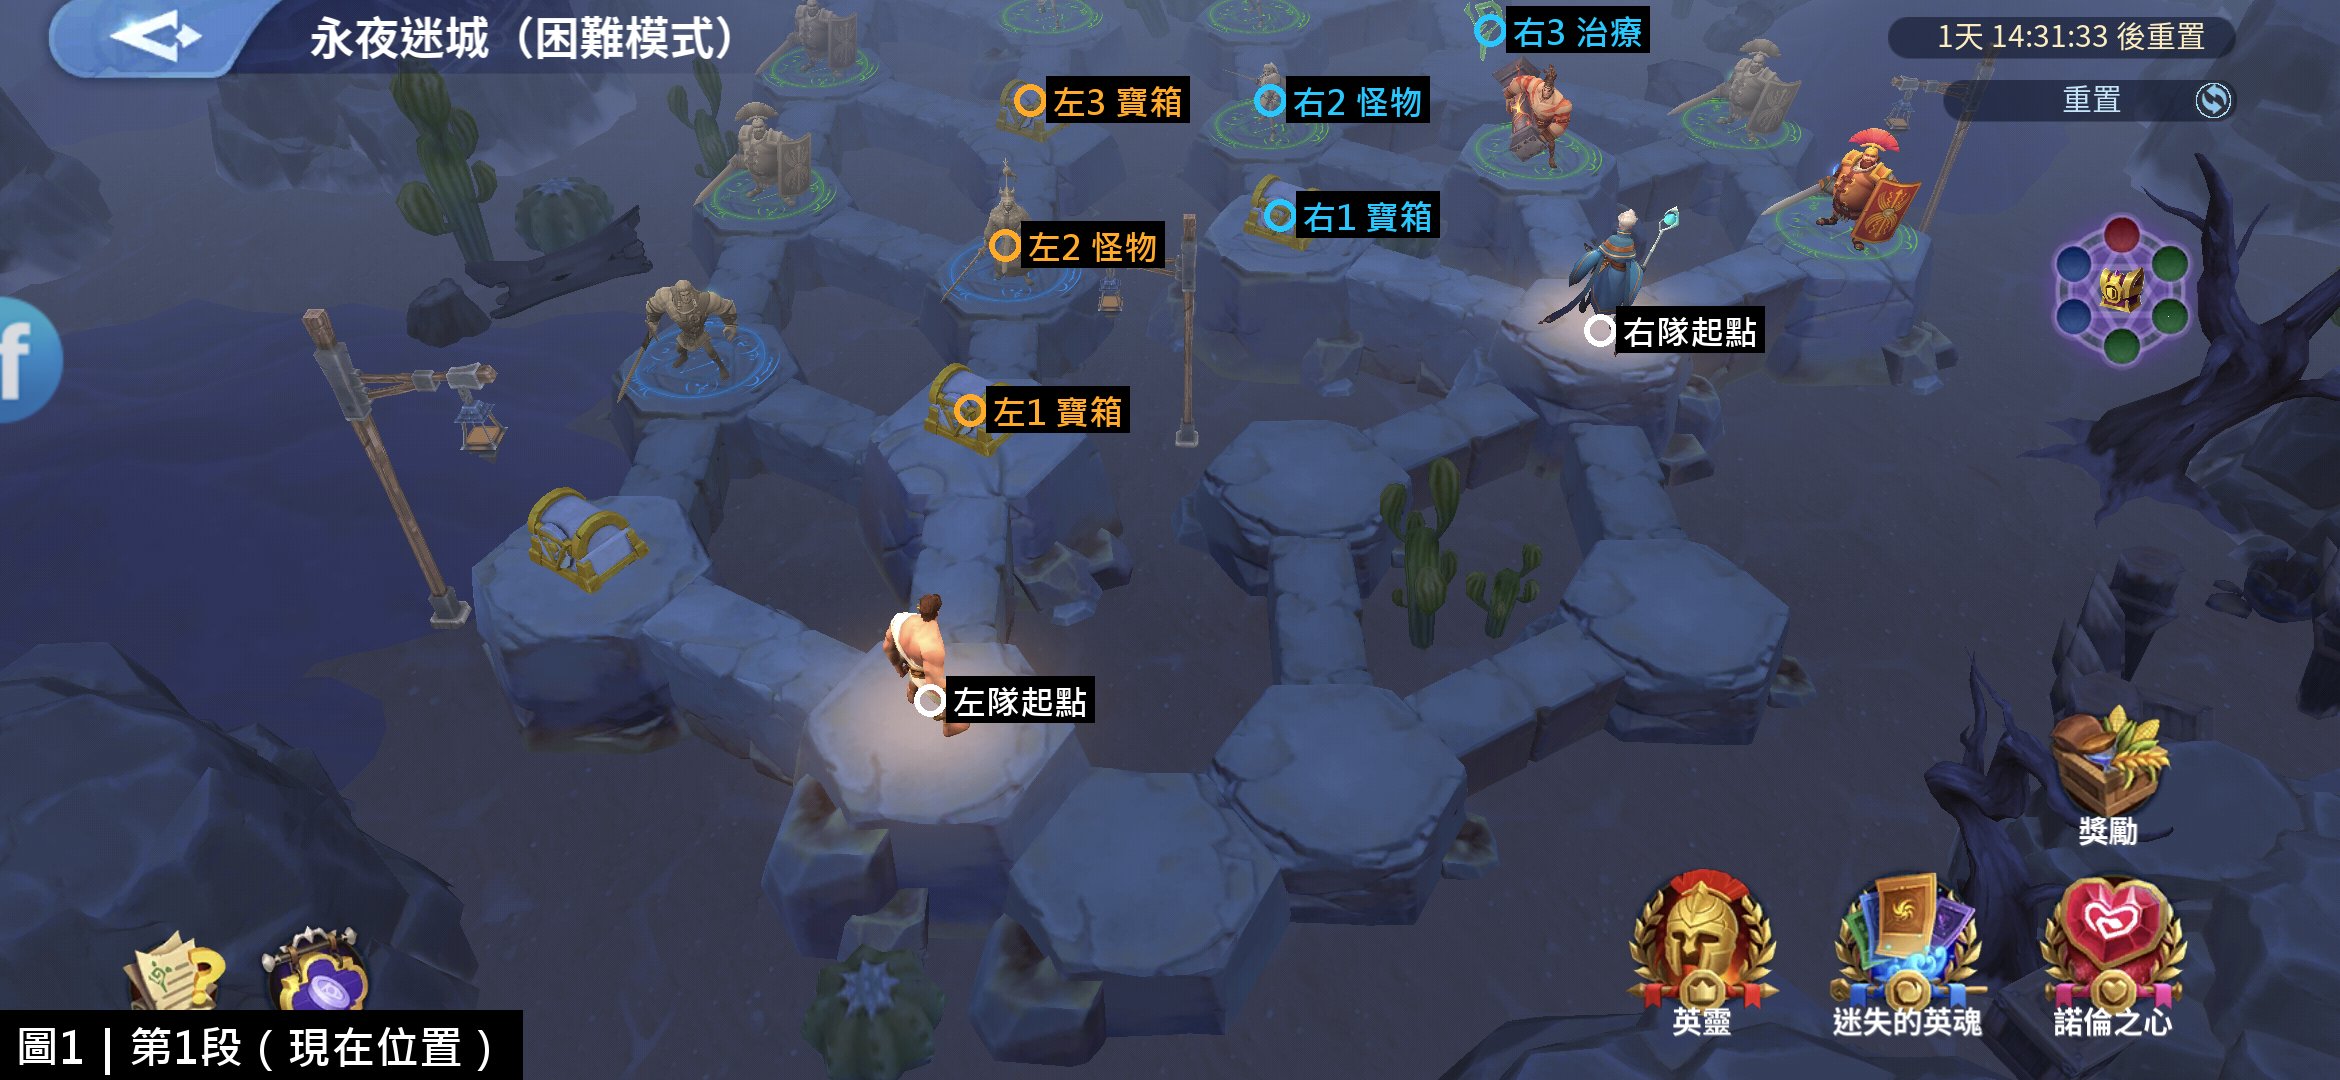 永夜迷城（困難模式）
右3 治療
1天 14:31:33 後重置
左3 寶箱
右2 怪物
重置
右1 寶箱
左2 怪物
右隊起點
f
左1 寶箱
左隊起點
獎勵
英靈
迷失的英魂
諾倫之心
圖1 | 第1段（現在位置）